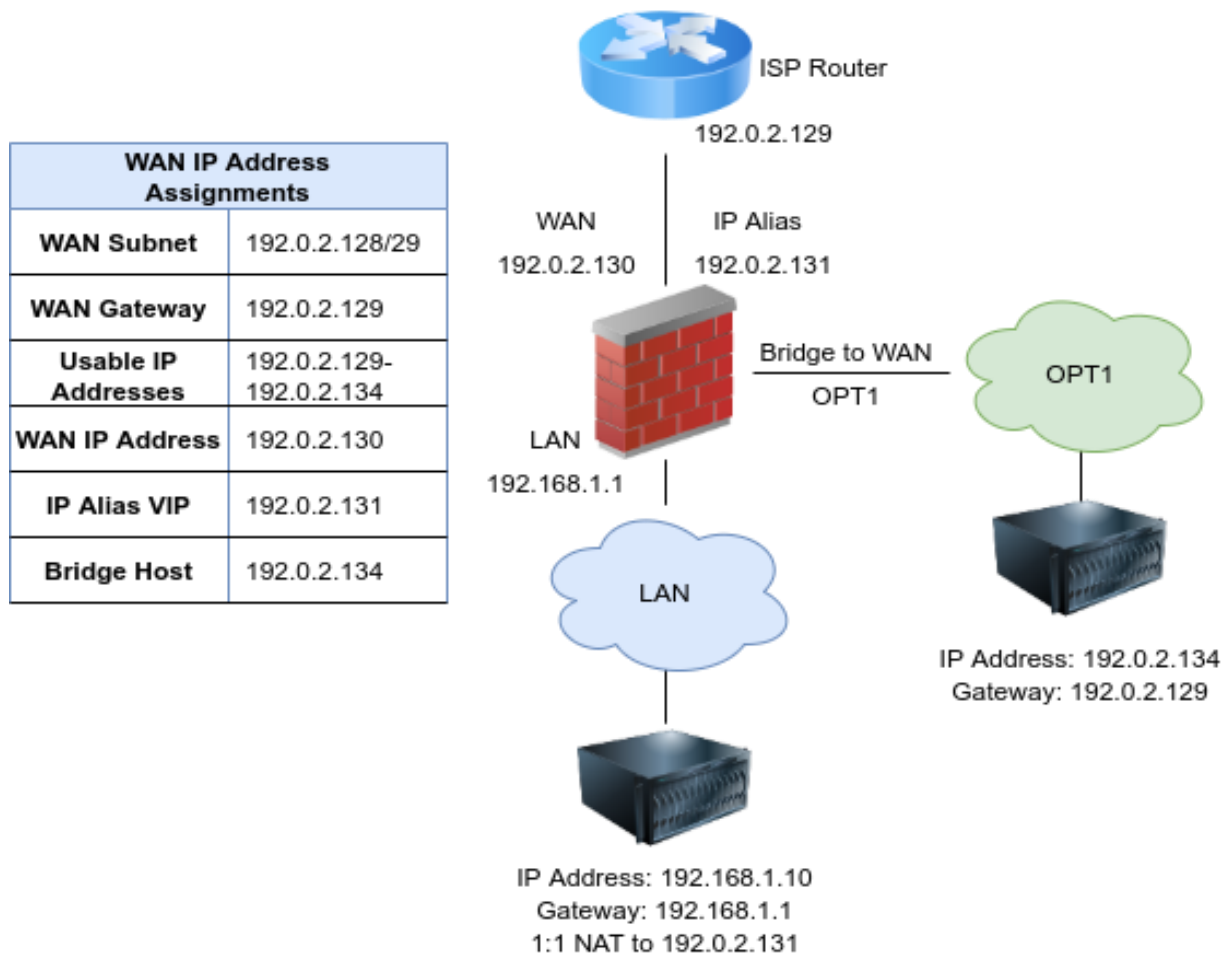 ISP Router
192.0.2.129
WAN IP Address
Assignments
WAN Subnet 192.0.2.128/29
WAN Gateway 192.0.2.129
Usable IP 192.0.2.129-
Addresses 192.0.2.134
WAN IP Address 192.0.2.130
IP Alias VIP 192.0.2.131
Bridge Host 192.0.2.134
WAN IP Alias
192.0.2.130 192.0.2.131
Bridge to WAN
OPT1
OPT1
LAN
192.168.1.1
LAN
IP Address: 192.0.2.134
Gateway: 192.0.2.129
IP Address: 192.168.1.10
Gateway: 192.168.1.1
1:1 NAT to 192.0.2.131